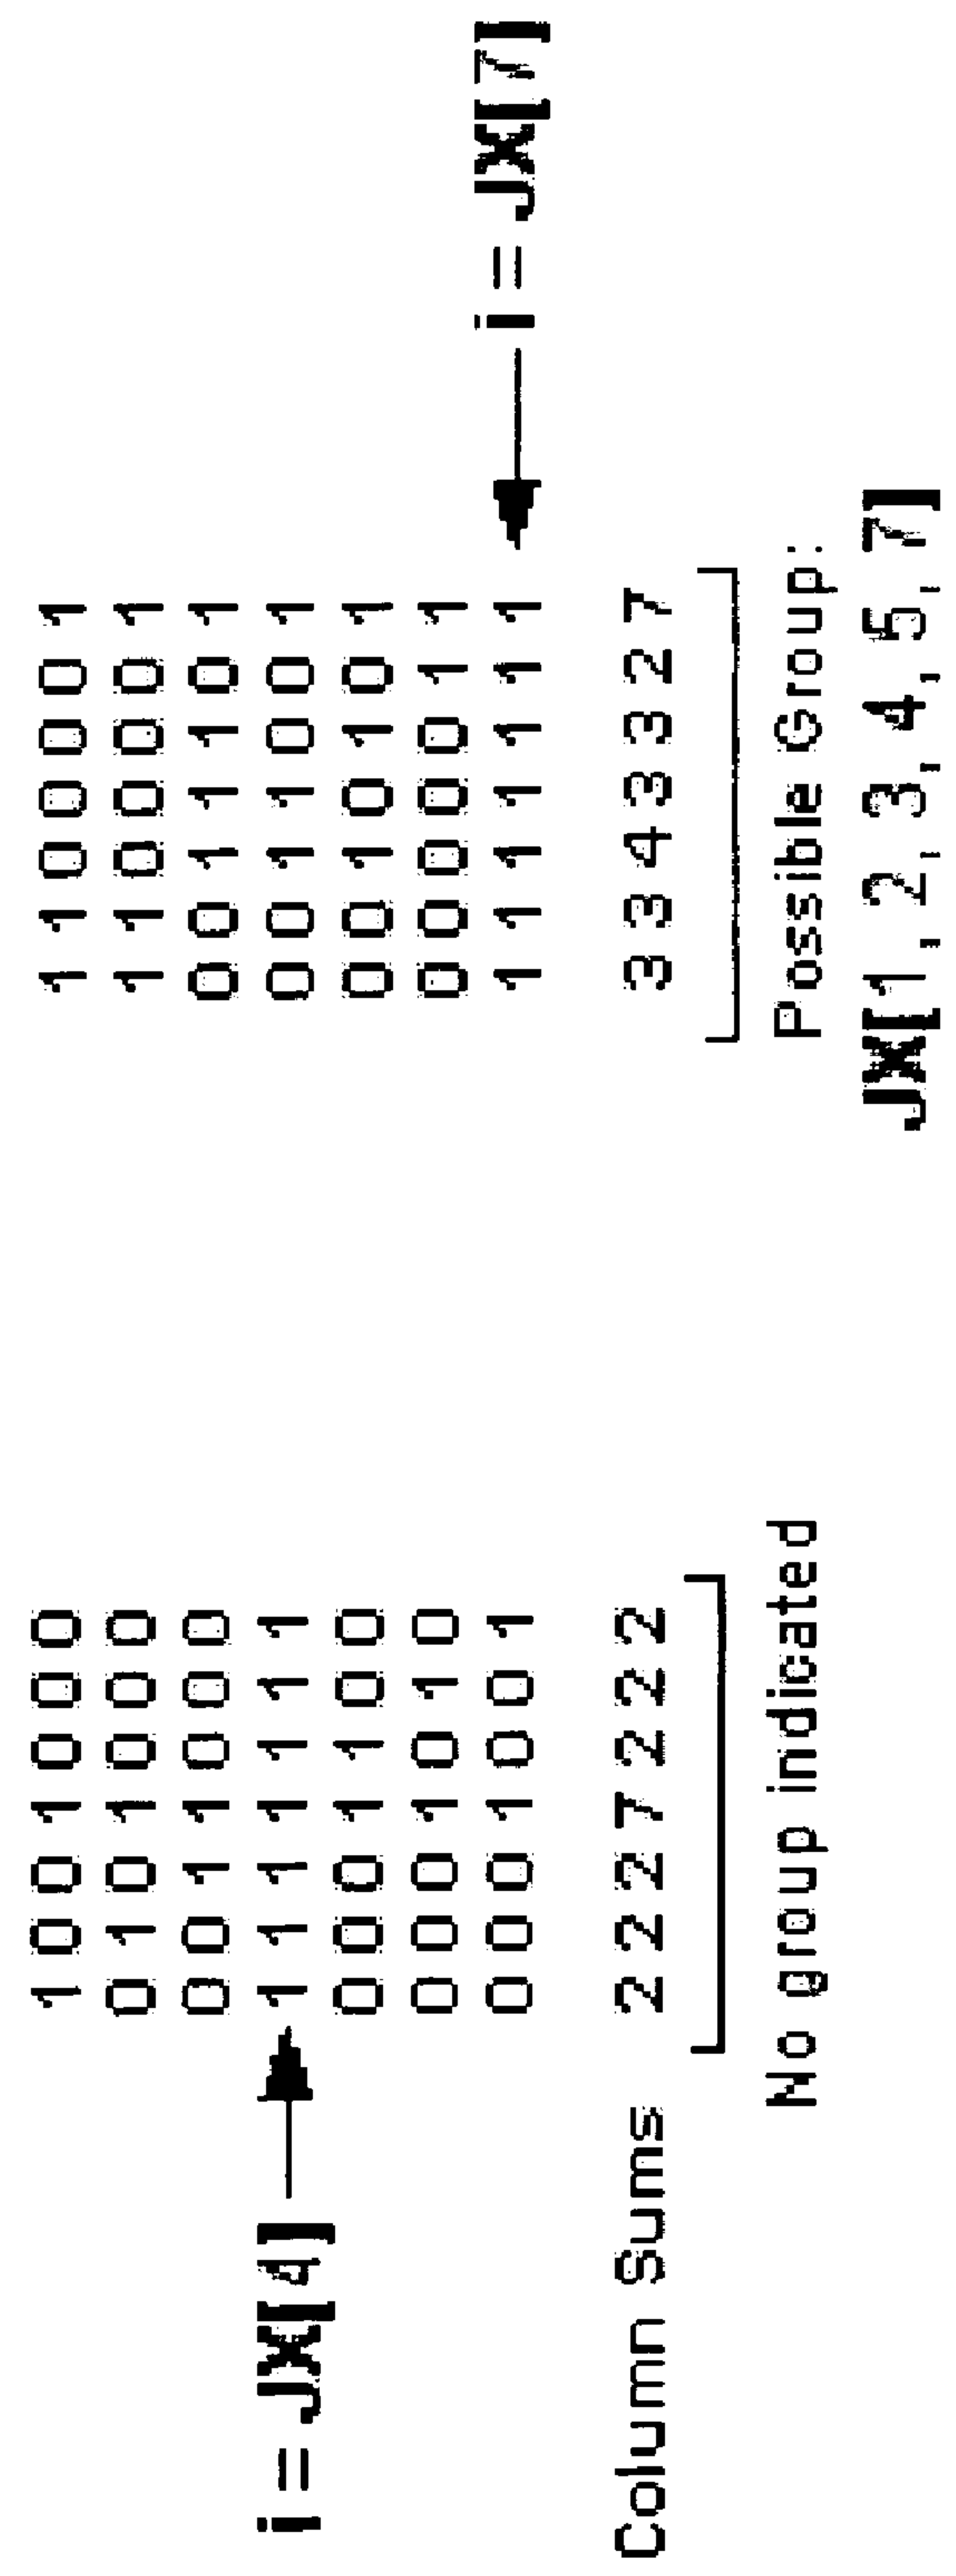 1 0 0 1 0 0 0
0 1 0 1 0 0 0
0 0 1 1 0 0 0
i = JX[4] 1 1 1 1 1 1 1
0 0 0 1 1 0 0
0 0 0 1 0 1 0
0 0 0 1 0 0 1
Column Sums 2 2 2 7 2 2 2
No group indicated
1 1 0 0 0 0 1
1 1 0 0 0 0 1
0 0 1 1 1 0 1
0 0 1 1 0 0 1
0 0 1 0 1 0 1
0 0 0 0 0 1 1
1 1 1 1 1 1 1 i = JX[7]
3 3 4 3 3 2 7
Possible Group:
JX[1, 2, 3, 4, 5, 7]